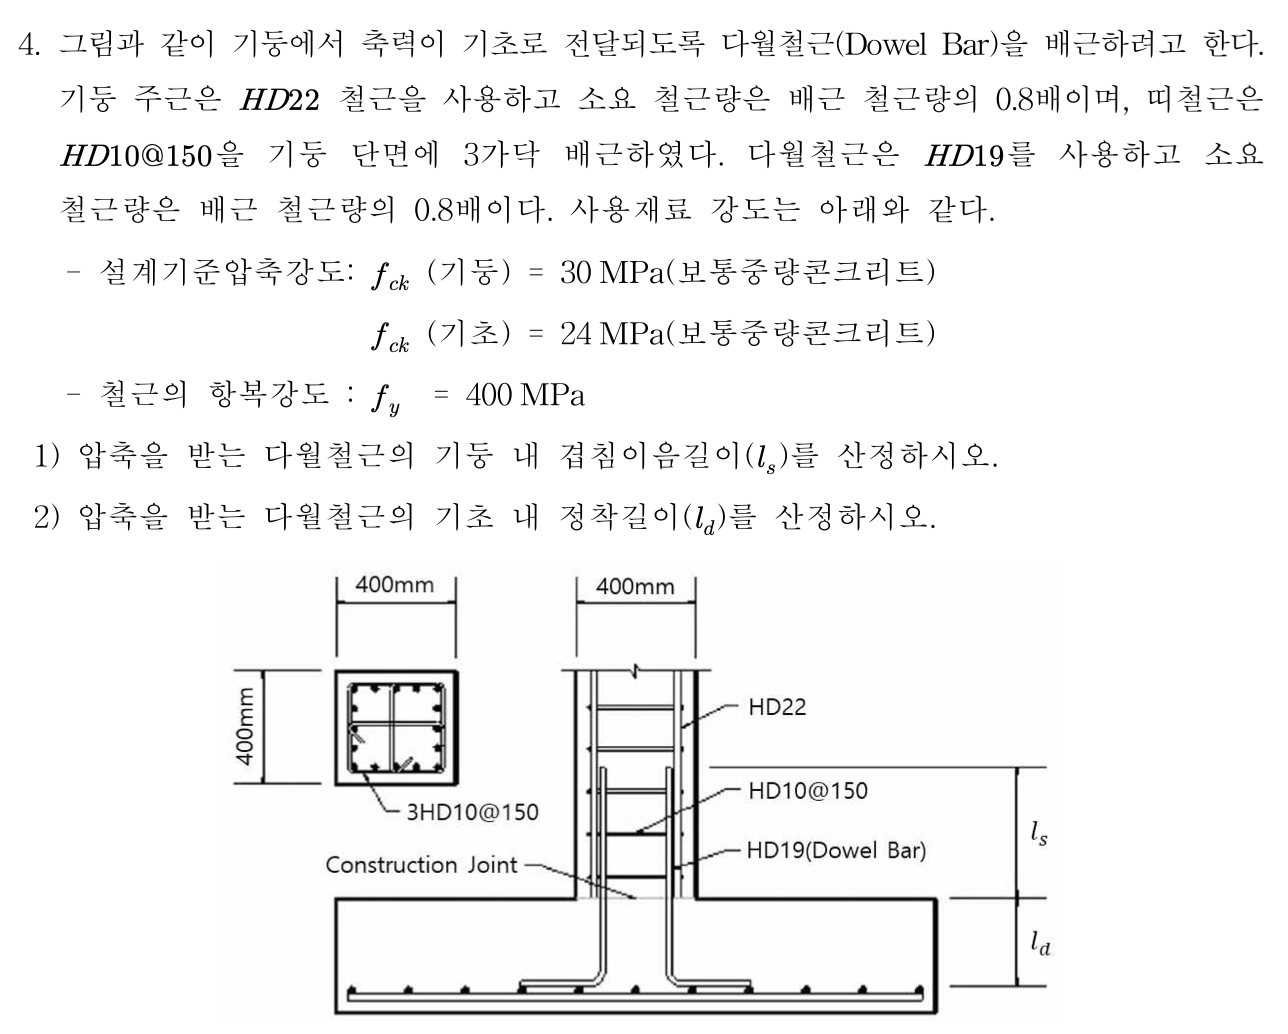 4. 그림과 같이 기둥에서 축력이 기초로 전달되도록 다월철근(Dowel Bar)을 배근하려고 한다.
기둥 주근은 HD22 철근을 사용하고 소요 철근량은 배근 철근량의 0.8배이며, 띠철근은
HD10@150을 기둥 단면에 3가닥 배근하였다. 다월철근은 HD19를 사용하고 소요
철근량은 배근 철근량의 0.8배이다. 사용재료 강도는 아래와 같다.
- 설계기준압축강도: f_ck (기둥) = 30 MPa(보통중량콘크리트)
f_ck (기초) = 24 MPa(보통중량콘크리트)
- 철근의 항복강도 : f_y = 400 MPa
1) 압축을 받는 다월철근의 기둥 내 겹침이음길이(l_s)를 산정하시오.
2) 압축을 받는 다월철근의 기초 내 정착길이(l_d)를 산정하시오.
400mm
400mm
400mm
HD22
HD10@150
3HD10@150
l_s
HD19(Dowel Bar)
Construction Joint
l_d